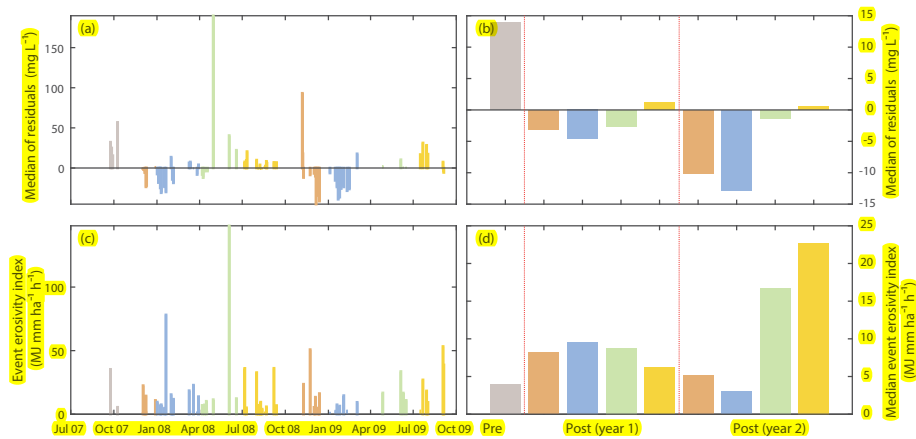 (a)
Median of residuals (mg L⁻¹)
150
100
50
0
(b)
Median of residuals (mg L⁻¹)
15
10
5
0
-5
-10
-15
(c)
Event erosivity index
(MJ mm ha⁻¹ h⁻¹)
100
50
0
Jul 07 Oct 07 Jan 08 Apr 08 Jul 08 Oct 08 Jan 09 Apr 09 Jul 09 Oct 09
(d)
Median event erosivity index
(MJ mm ha⁻¹ h⁻¹)
25
20
15
10
5
0
Pre Post (year 1) Post (year 2)